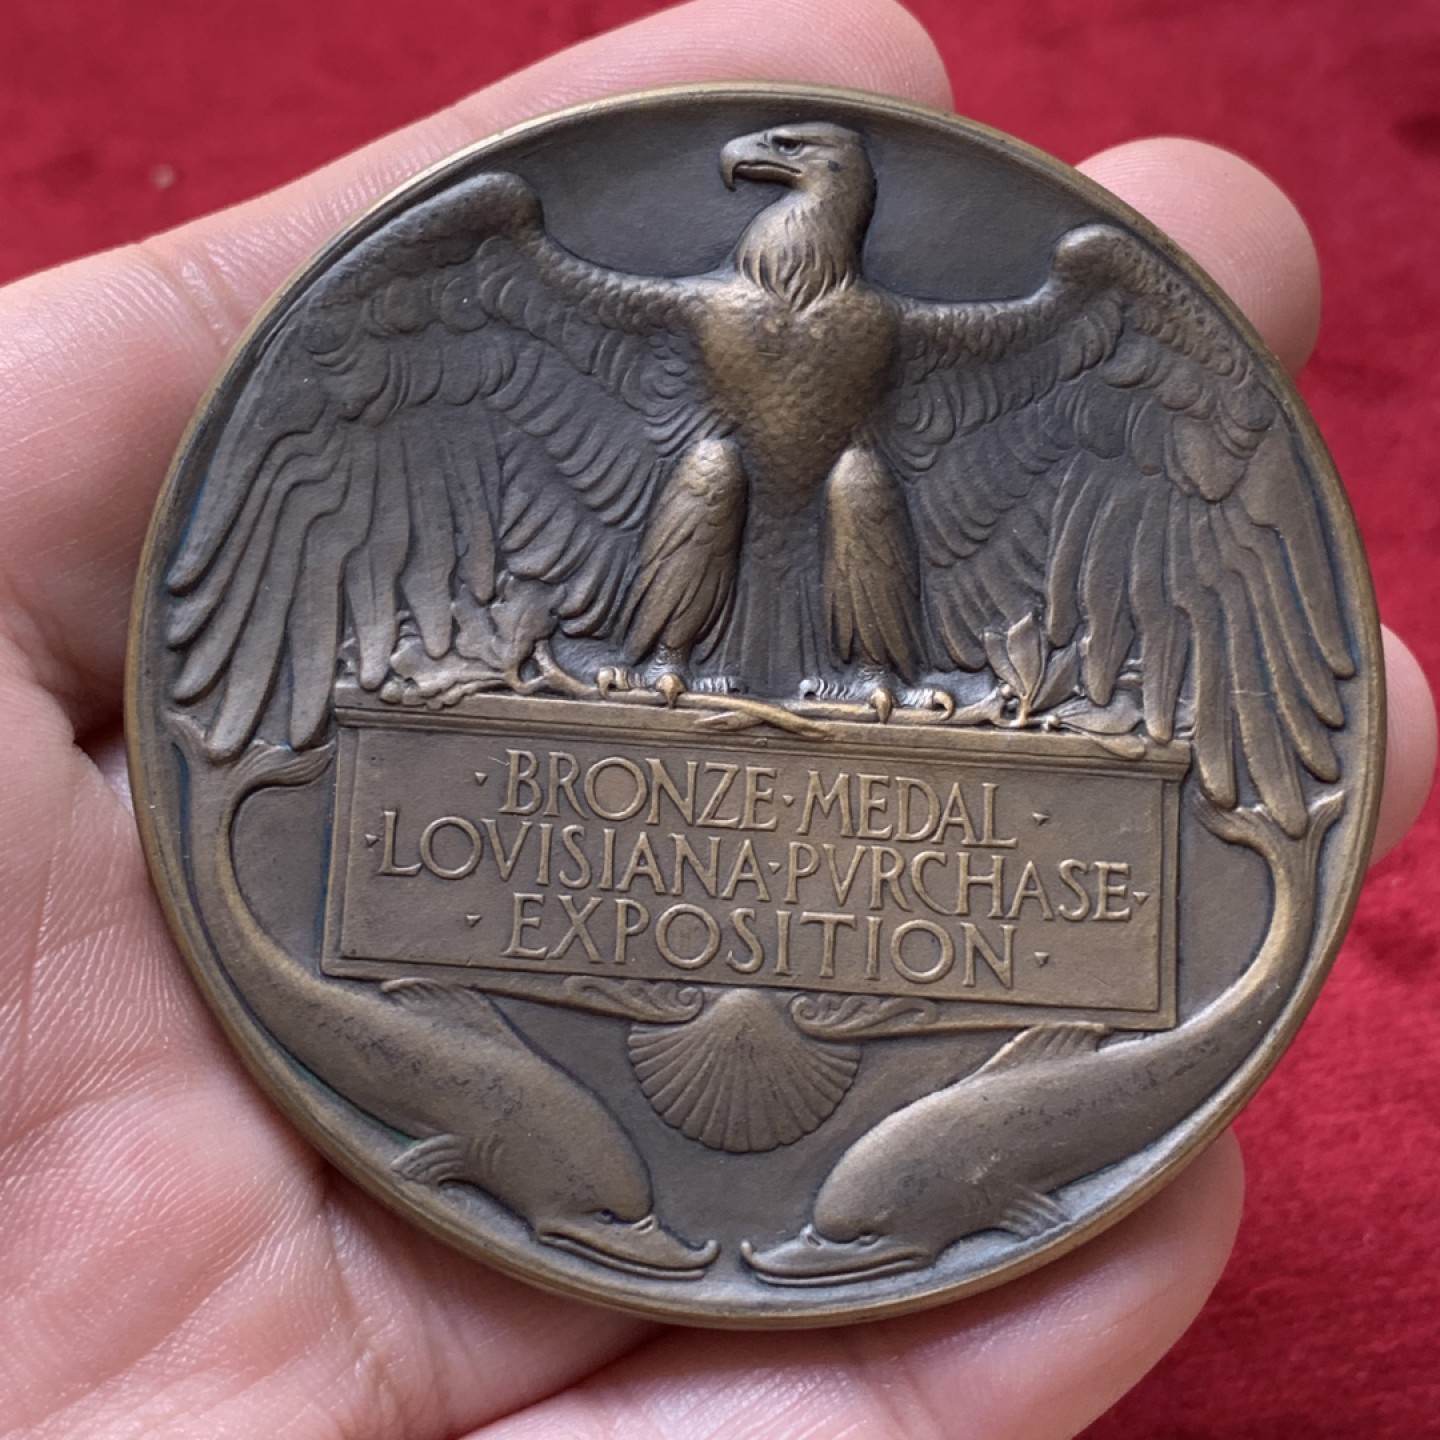 ·BRONZE·MEDAL·
·LOVISIANA·PVRCHASE·
·EXPOSITION·